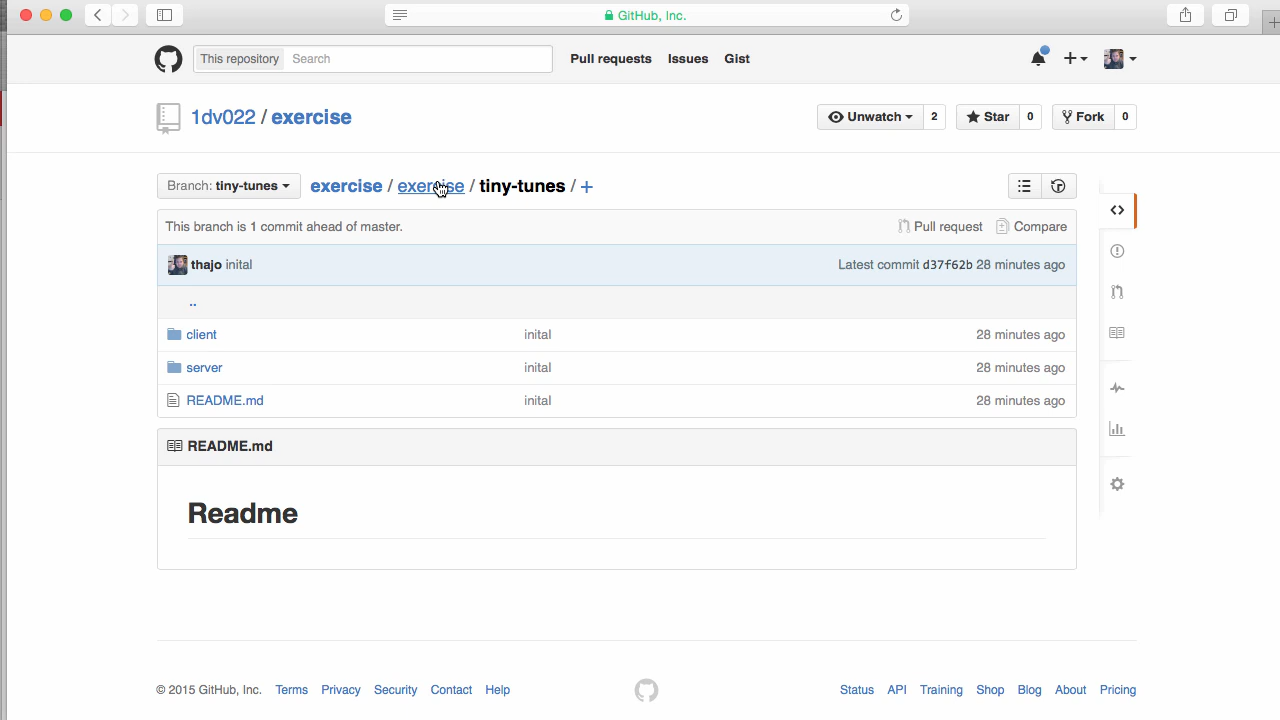 GitHub, Inc.
This repository Search Pull requests Issues Gist
1dv022 / exercise Unwatch 2 Star 0 Fork 0
Branch: tiny-tunes exercise / exercise / tiny-tunes / +
This branch is 1 commit ahead of master. Pull request Compare
thajo inital Latest commit d37f62b 28 minutes ago
..
client inital 28 minutes ago
server inital 28 minutes ago
README.md inital 28 minutes ago
README.md
Readme
© 2015 GitHub, Inc. Terms Privacy Security Contact Help Status API Training Shop Blog About Pricing